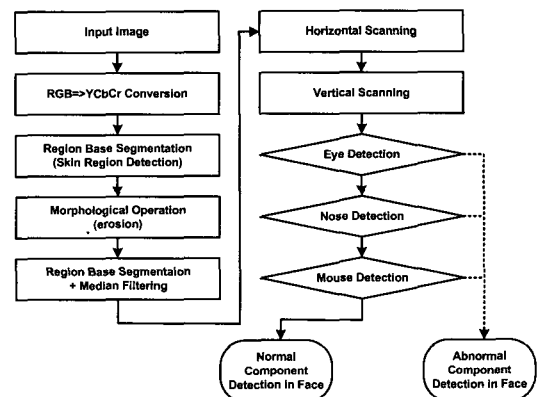 Input Image
RGB=>YCbCr Conversion
Region Base Segmentation
(Skin Region Detection)
Morphological Operation
(erosion)
Region Base Segmentaion
+ Median Filtering
Horizontal Scanning
Vertical Scanning
Eye Detection
Nose Detection
Mouse Detection
Normal
Component
Detection in Face
Abnormal
Component
Detection in Face